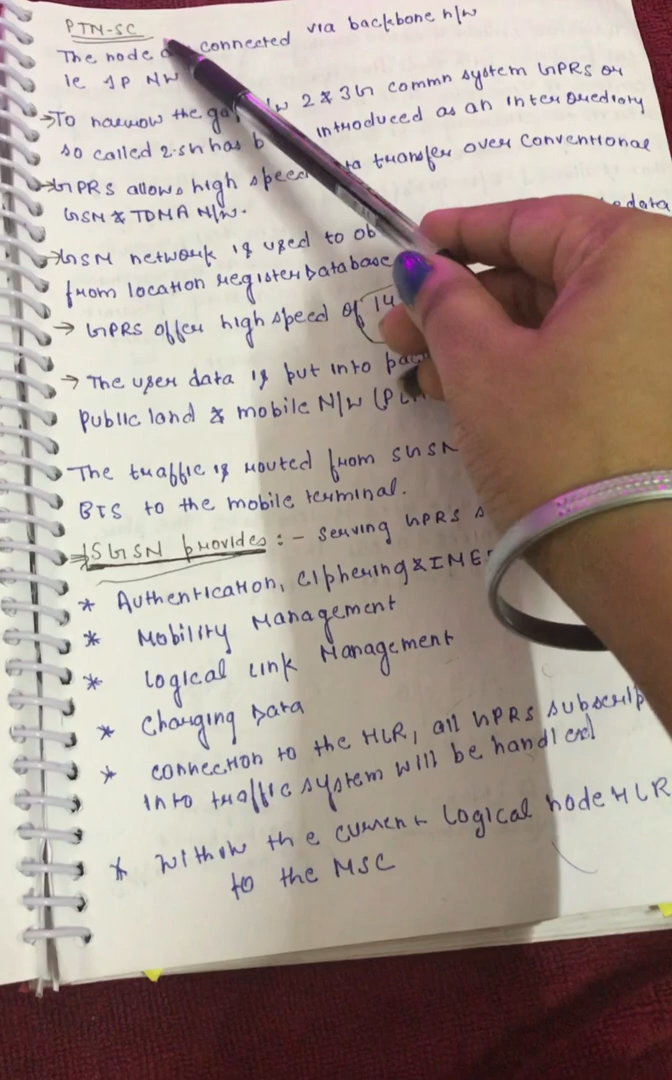 PTN-SC
The node connected via backbone n/w
ie IP NW
→ To narrow the 2 & 3G commn system GPRS or
so called 2.5G has introduced as an intermediary
→ GPRS allows high speed transfer over conventional
GSM & TDMA N/w.
→ GSM network is used to data
from location register Database
→ GPRS offer high speed of 14
→ The user data is put into
Public land & mobile N/W
The traffic is routed from SGSN
BTS to the mobile terminal.
⇒ SGSN provides :- serving GPRS
* Authentication, ciphering &
* Mobility Management
* Logical Link Management
* Charging Data
* connection to the HLR, all GPRS
into traffic system will be handled
* within the current Logical node HLR
to the MSC